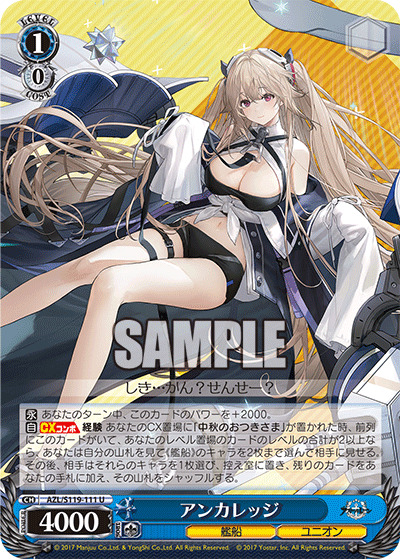 LEVEL
1
0
COST
SAMPLE
しき…かん？せんせー？
永 あなたのターン中、このカードのパワーを＋2000。
自 CXコンボ 経験 あなたのCX置場に「中秋のおつきさま」が置かれた時、前列
にこのカードがいて、あなたのレベル置場のカードのレベルの合計が2以上な
ら、あなたは自分の山札を見て《艦船》のキャラを2枚まで選んで相手に見せる。
その後、相手はそれらのキャラを1枚選び、控え室に置き、残りのカードをあ
なたの手札に加え、その山札をシャッフルする。
CH AZL/S119-111 U
4000
アンカレッジ
艦船 ユニオン
© 2017 Manjuu Co.,Ltd. & YongShi Co.,Ltd. All Rights Reserved. © 2017 Yostar, Inc. All Rights Reserved.